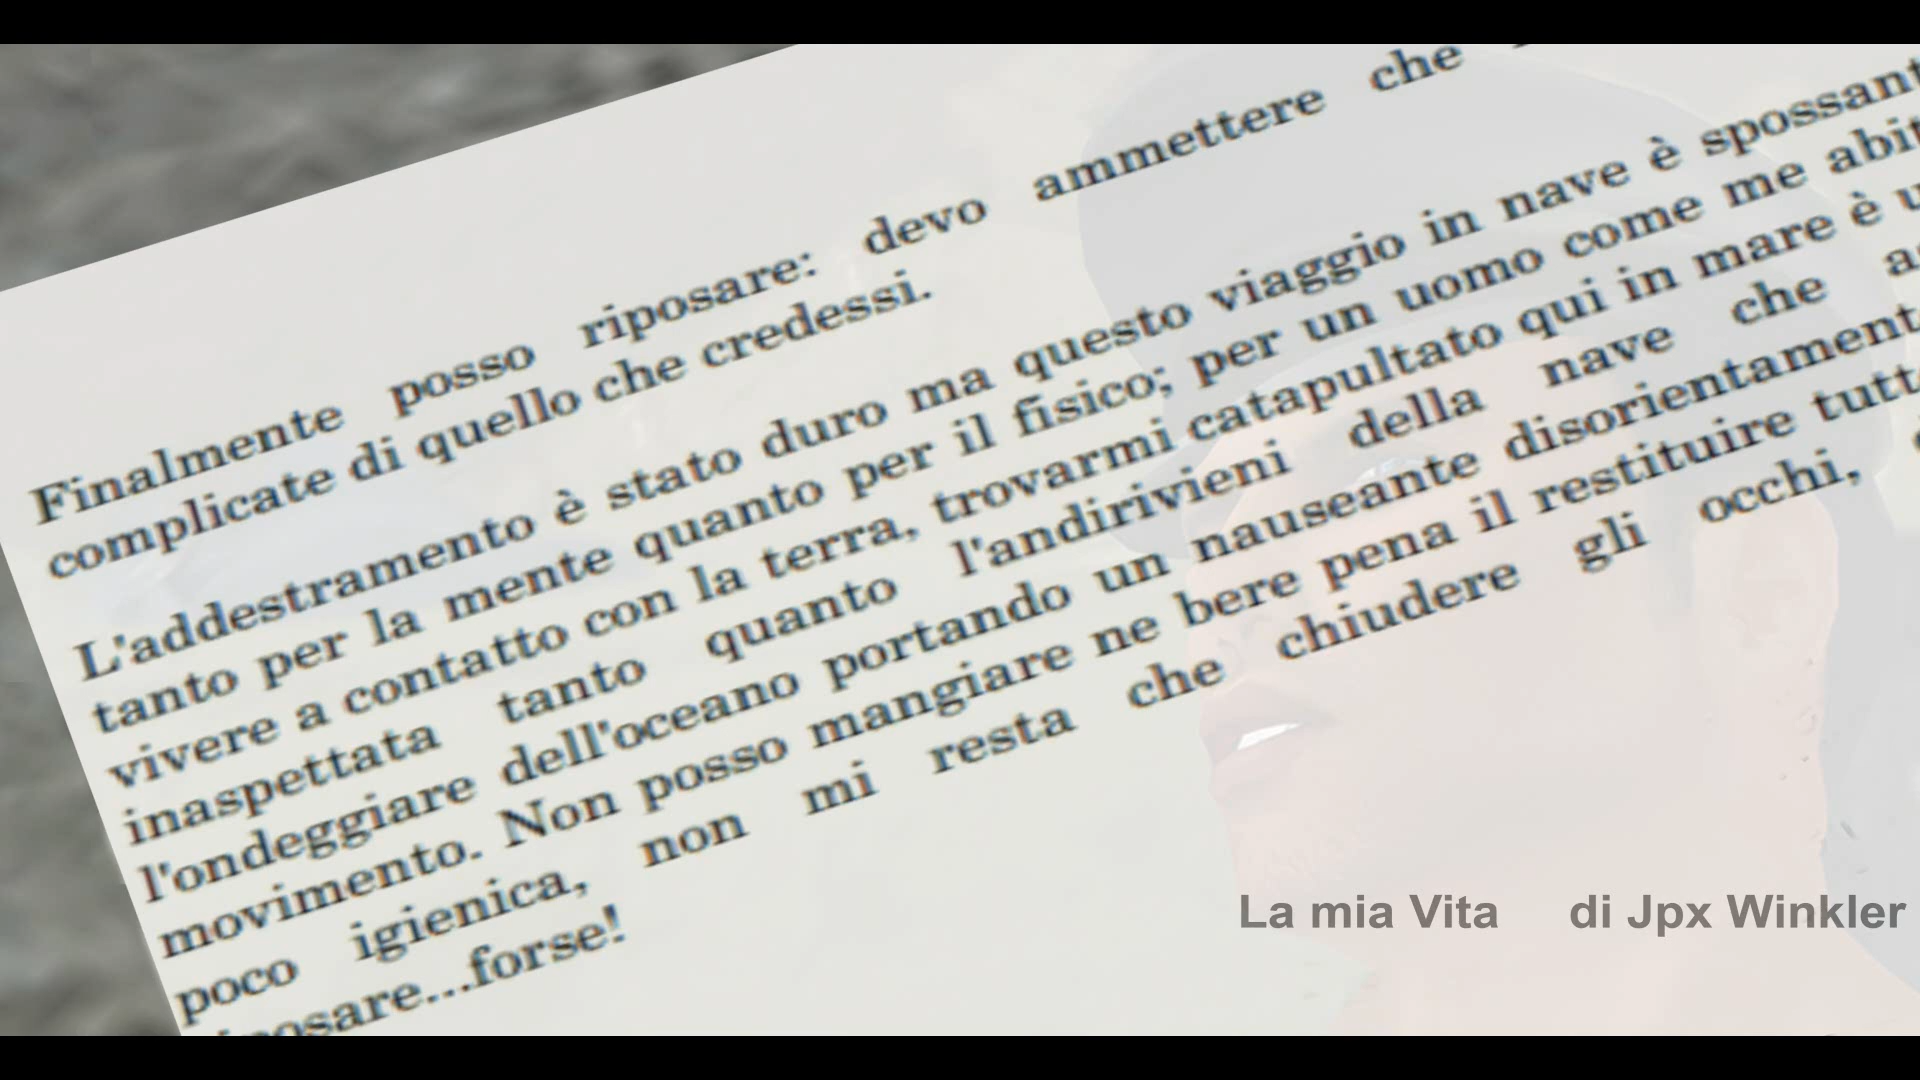 Finalmente posso riposare: devo ammettere che
complicate di quello che credessi.
L'addestramento è stato duro ma questo viaggio in nave è
tanto per la mente quanto per il fisico; per un uomo come me
vivere a contatto con la terra, trovarmi catapultato qui in mare è
inaspettata tanto quanto l'andirivieni della nave che
l'ondeggiare dell'oceano portando un nauseante
movimento. Non posso mangiare ne bere pena il restituire
poco igienica, non mi resta che chiudere gli occhi,
forse!
La mia Vita di Jpx Winkler